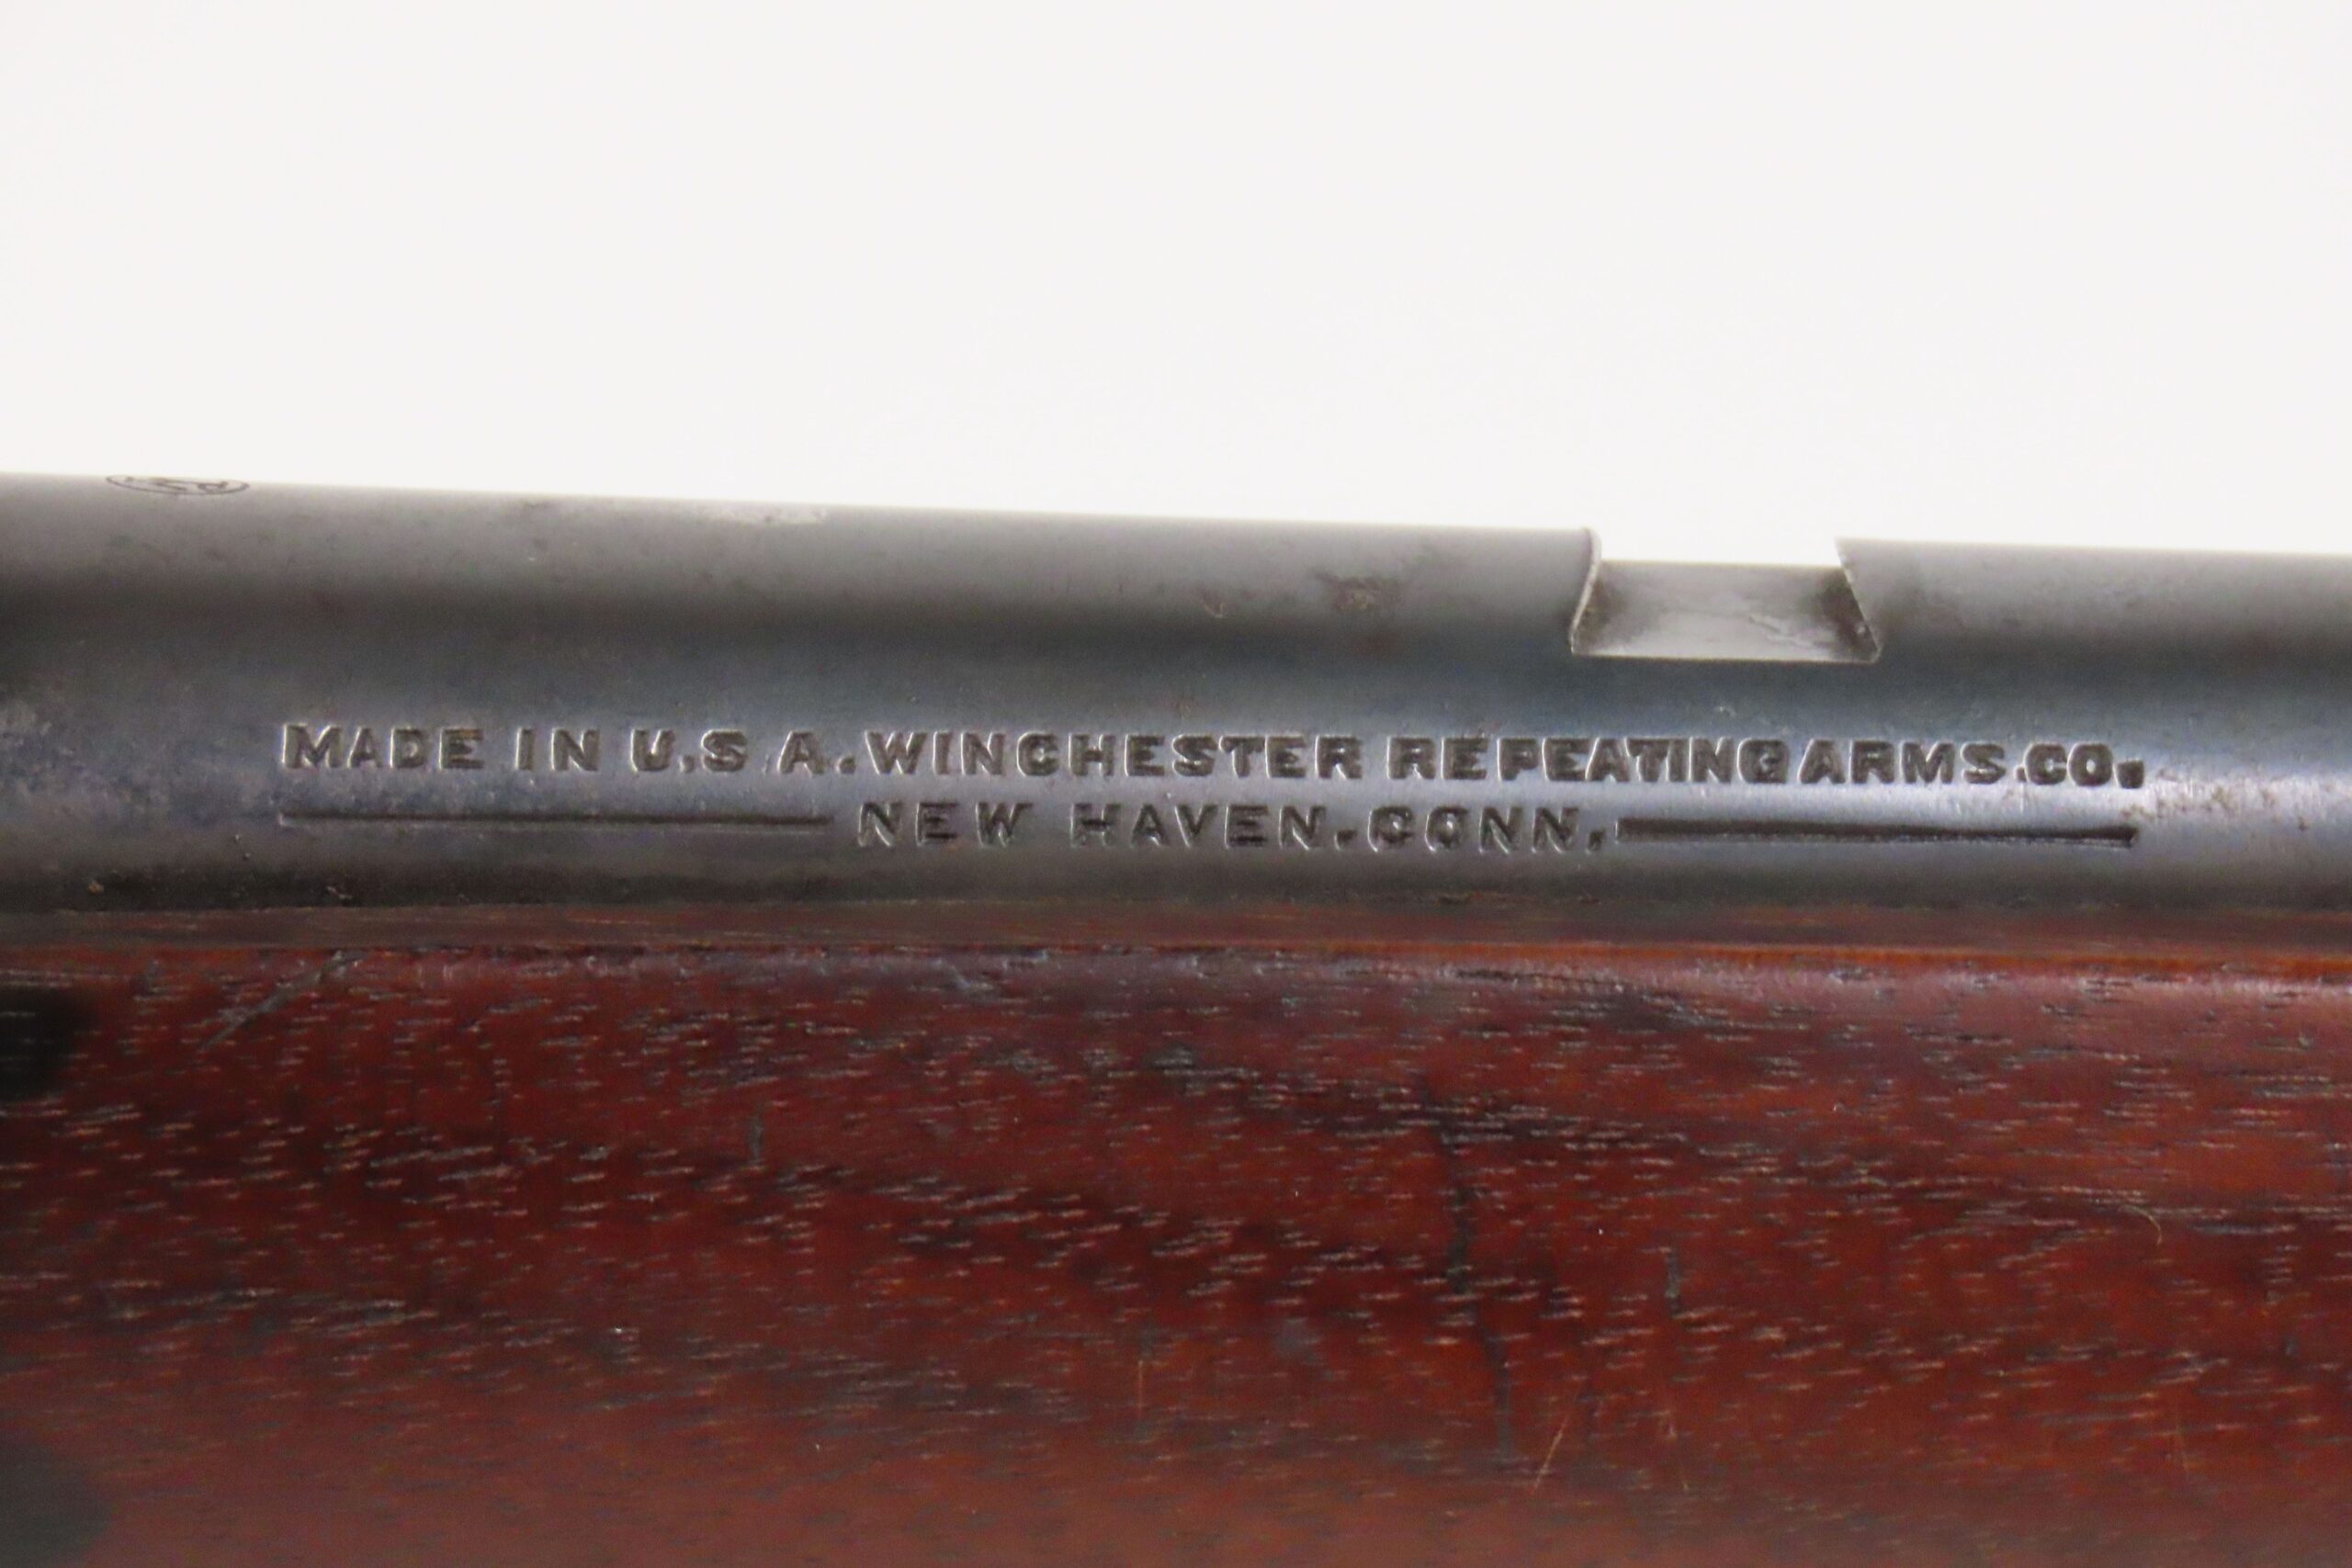 MADE IN U.S.A. WINCHESTER REPEATING ARMS.CO.
NEW HAVEN.CONN.